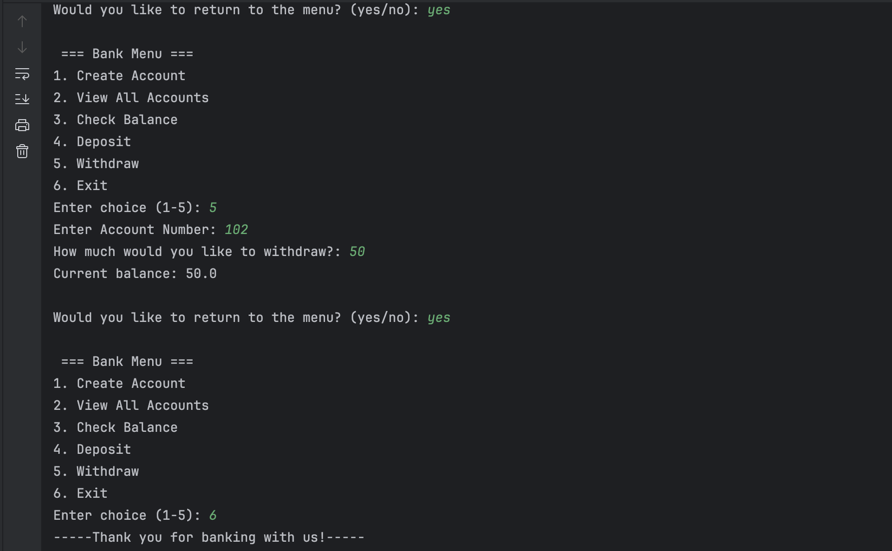 Would you like to return to the menu? (yes/no): yes
=== Bank Menu ===
1. Create Account
2. View All Accounts
3. Check Balance
4. Deposit
5. Withdraw
6. Exit
Enter choice (1-5): 5
Enter Account Number: 102
How much would you like to withdraw?: 50
Current balance: 50.0
Would you like to return to the menu? (yes/no): yes
=== Bank Menu ===
1. Create Account
2. View All Accounts
3. Check Balance
4. Deposit
5. Withdraw
6. Exit
Enter choice (1-5): 6
-----Thank you for banking with us!-----